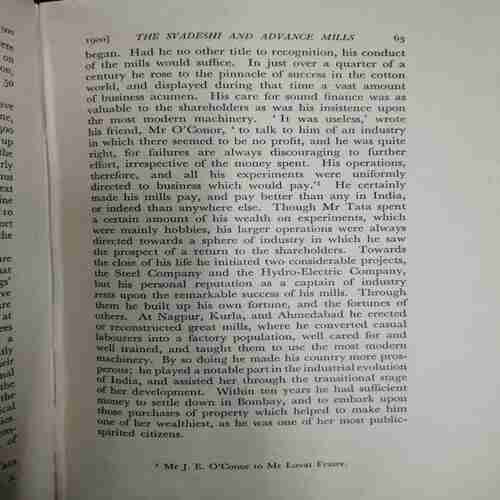 1900] THE SVADESHI AND ADVANCE MILLS 63
began. Had he no other title to recognition, his conduct
of the mills would suffice. In just over a quarter of a
century he rose to the pinnacle of success in the cotton
world, and displayed during that time a vast amount
of business acumen. His care for sound finance was as
valuable to the shareholders as was his insistence upon
the most modern machinery. 'It was useless,' wrote
his friend, Mr O'Conor, 'to talk to him of an industry
in which there seemed to be no profit, and he was quite
right, for failures are always discouraging to further
effort, irrespective of the money spent. His operations,
therefore, and all his experiments were uniformly
directed to business which would pay.'¹ He certainly
made his mills pay, and pay better than any in India,
or indeed than anywhere else. Though Mr Tata spent
a certain amount of his wealth on experiments, which
were mainly hobbies, his larger operations were always
directed towards a sphere of industry in which he saw
the prospect of a return to the shareholders. Towards
the close of his life he initiated two considerable projects,
the Steel Company and the Hydro-Electric Company,
but his personal reputation as a captain of industry
rests upon the remarkable success of his mills. Through
them he built up his own fortune, and the fortunes of
others. At Nagpur, Kurla, and Ahmedabad he erected
or reconstructed great mills, where he converted casual
labourers into a factory population, well cared for and
well trained, and taught them to use the most modern
machinery. By so doing he made his country more pros-
perous; he played a notable part in the industrial evolution
of India, and assisted her through the transitional stage
of her development. Within ten years he had sufficient
money to settle down in Bombay, and to embark upon
those purchases of property which helped to make him
one of her wealthiest, as he was one of her most public-
spirited citizens.
¹ Mr J. E. O'Conor to Mr Lovat Fraser.